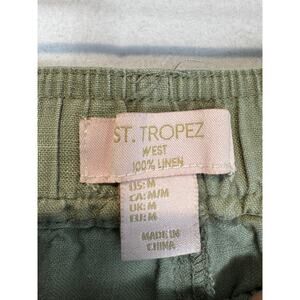 ST. TROPEZ
WEST
100% LINEN
US: M
CA: M/M
UK: M
EU: M
MADE IN
CHINA